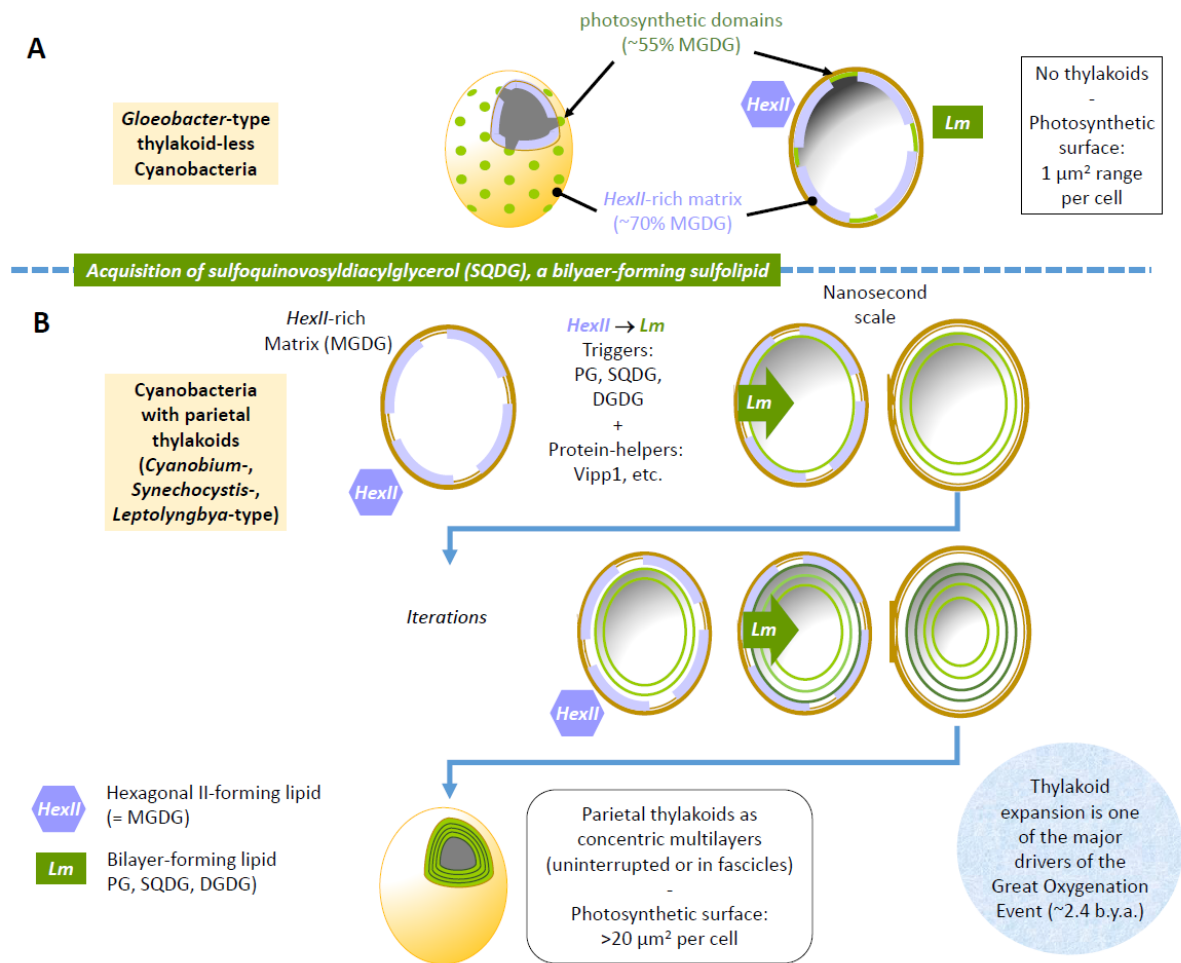 A
photosynthetic domains
(~55% MGDG)
Gloeobacter-type
thylakoid-less
Cyanobacteria
HexII
Lm
No thylakoids
-
Photosynthetic
surface:
1 µm² range
per cell
HexII-rich matrix
(~70% MGDG)
Acquisition of sulfoquinovosyldiacylglycerol (SQDG), a bilyaer-forming sulfolipid
B
HexII-rich
Matrix (MGDG)
HexII → Lm
Triggers:
PG, SQDG,
DGDG
+
Protein-helpers:
Vipp1, etc.
Nanosecond
scale
Cyanobacteria
with parietal
thylakoids
(Cyanobium-,
Synechocystis-,
Leptolyngbya-type)
HexII
Lm
Iterations
Lm
HexII
HexII
Hexagonal II-forming lipid
(= MGDG)
Lm
Bilayer-forming lipid
PG, SQDG, DGDG)
Parietal thylakoids as
concentric multilayers
(uninterrupted or in fascicles)
-
Photosynthetic surface:
>20 µm² per cell
Thylakoid
expansion is one
of the major
drivers of the
Great Oxygenation
Event (~2.4 b.y.a.)